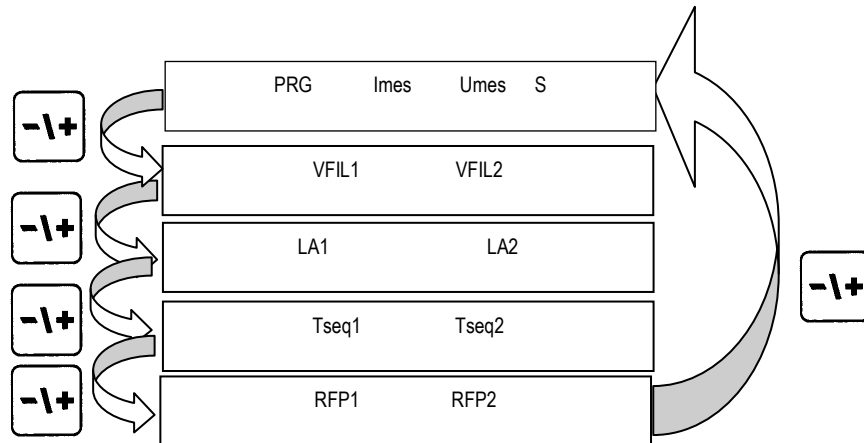 PRG Imes Umes S
-\+
VFIL1 VFIL2
-\+
LA1 LA2
-\+
-\+
Tseq1 Tseq2
-\+
RFP1 RFP2